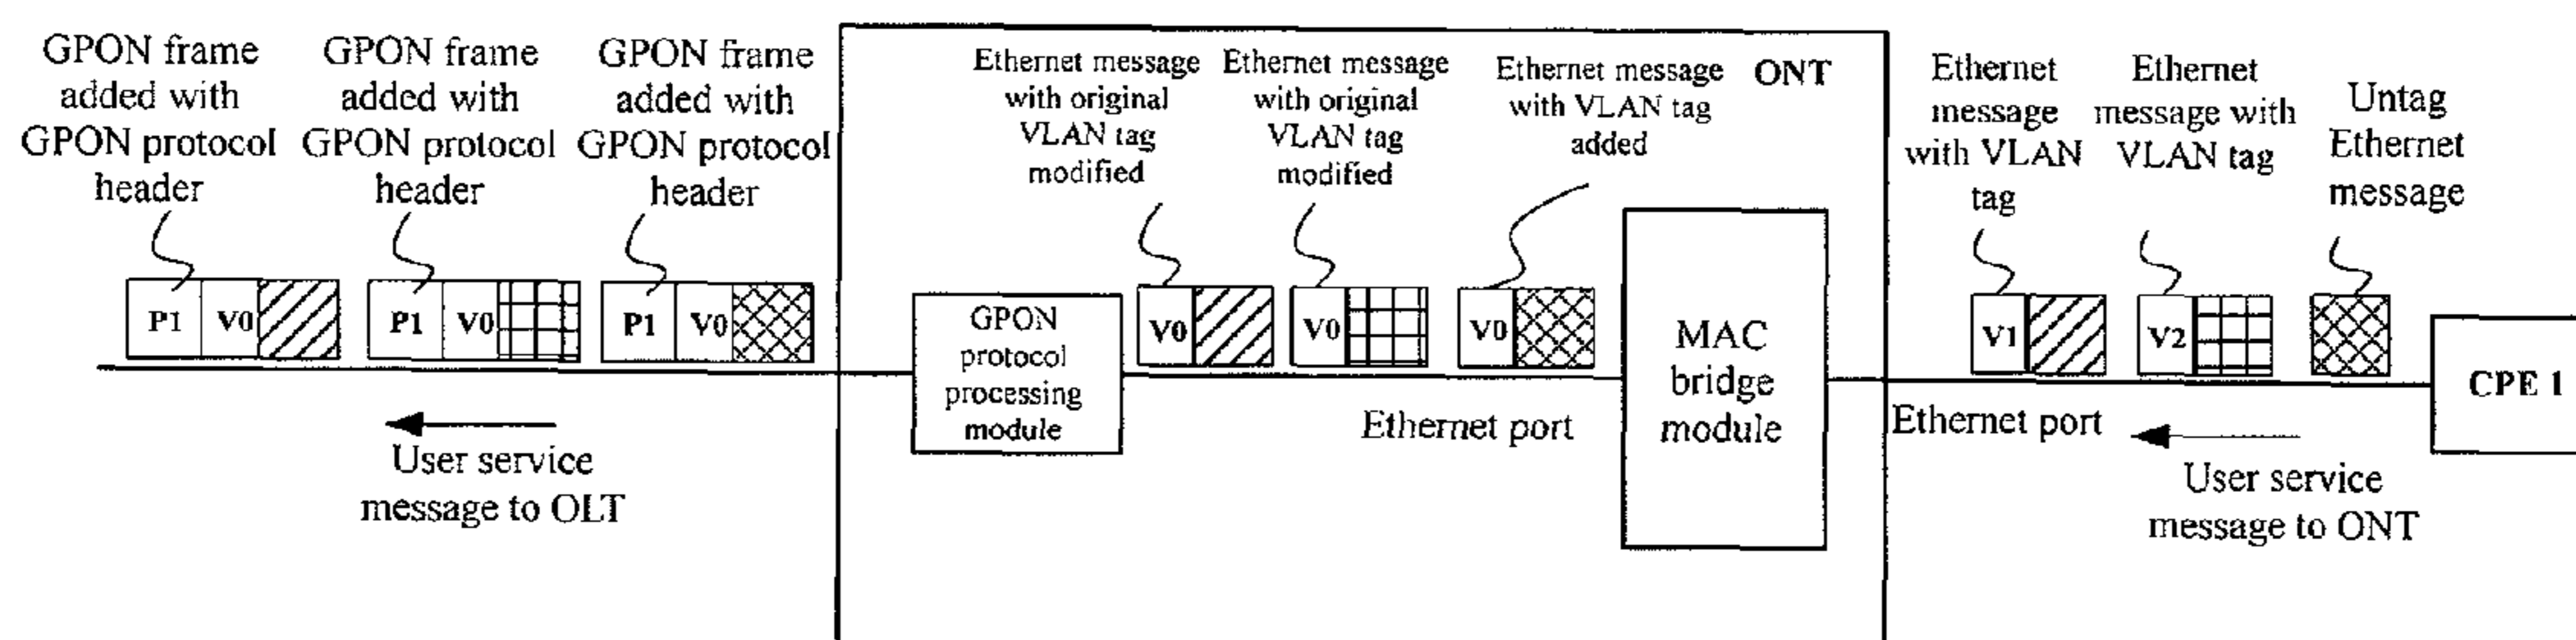 GPON frame
added with
GPON protocol
header
GPON frame
added with
GPON protocol
header
GPON frame
added with
GPON protocol
header
Ethernet message
with original
VLAN tag
modified
Ethernet message
with original
VLAN tag
modified
Ethernet message
with VLAN tag
added
ONT
Ethernet
message
with VLAN
tag
Ethernet
message with
VLAN tag
Untag
Ethernet
message
P1 V0
P1 V0
P1 V0
GPON
protocol
processing
module
V0
V0
V0
MAC
bridge
module
V1
V2
CPE 1
Ethernet port
Ethernet port
User service
message to OLT
User service
message to ONT